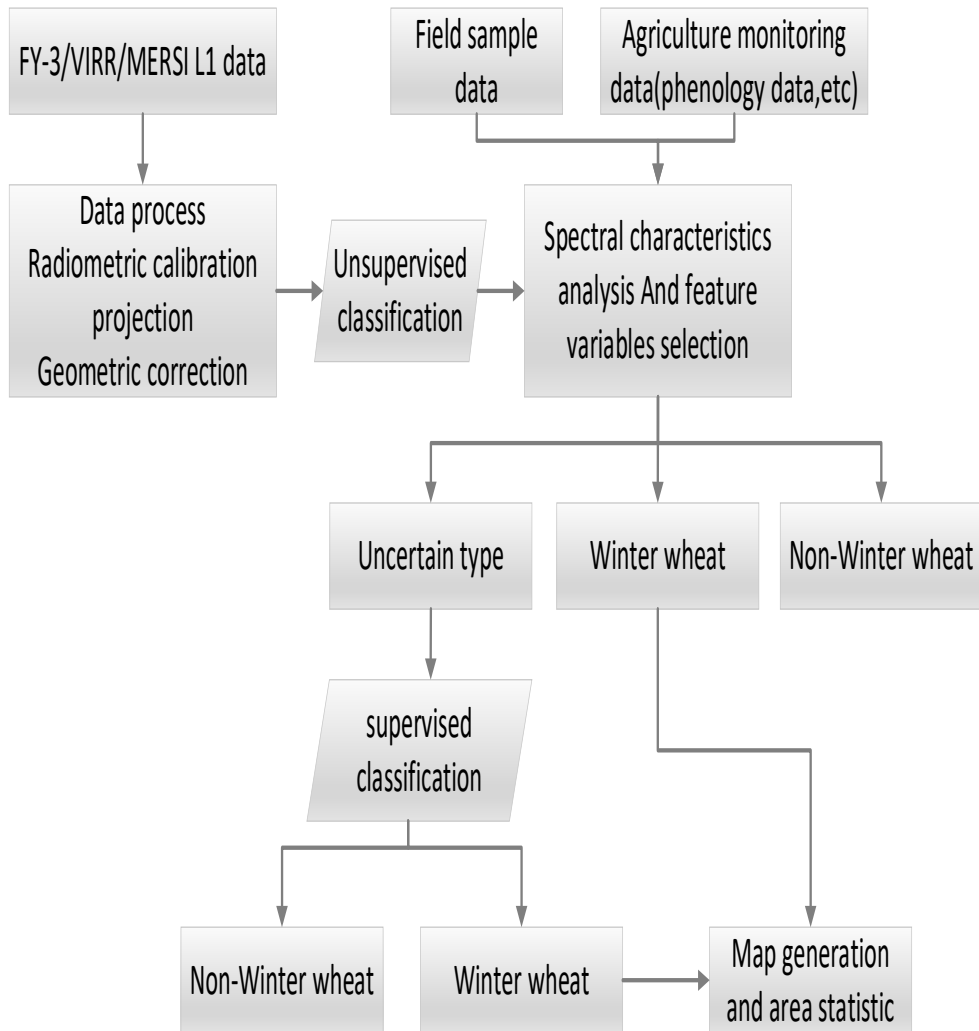 FY-3/VIRR/MERSI L1 data
Field sample
data
Agriculture monitoring
data(phenology data,etc)
Data process
Radiometric calibration
projection
Geometric correction
Unsupervised
classification
Spectral characteristics
analysis And feature
variables selection
Uncertain type
Winter wheat
Non-Winter wheat
supervised
classification
Non-Winter wheat
Winter wheat
Map generation
and area statistic